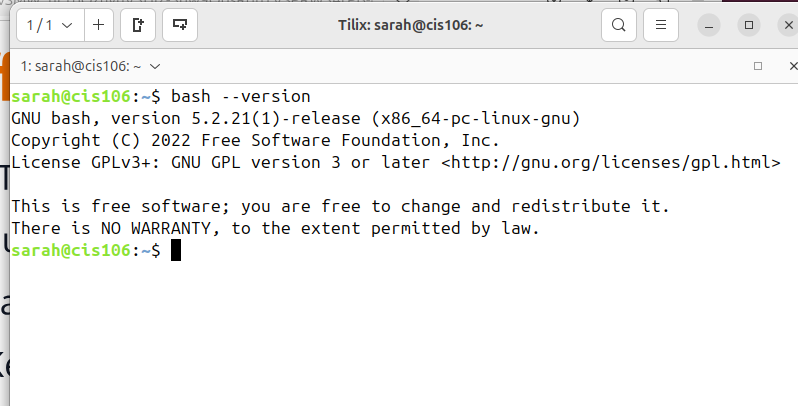 1 / 1
Tilix: sarah@cis106: ~
1: sarah@cis106: ~
sarah@cis106:~$ bash --version
GNU bash, version 5.2.21(1)-release (x86_64-pc-linux-gnu)
Copyright (C) 2022 Free Software Foundation, Inc.
License GPLv3+: GNU GPL version 3 or later <http://gnu.org/licenses/gpl.html>
This is free software; you are free to change and redistribute it.
There is NO WARRANTY, to the extent permitted by law.
sarah@cis106:~$